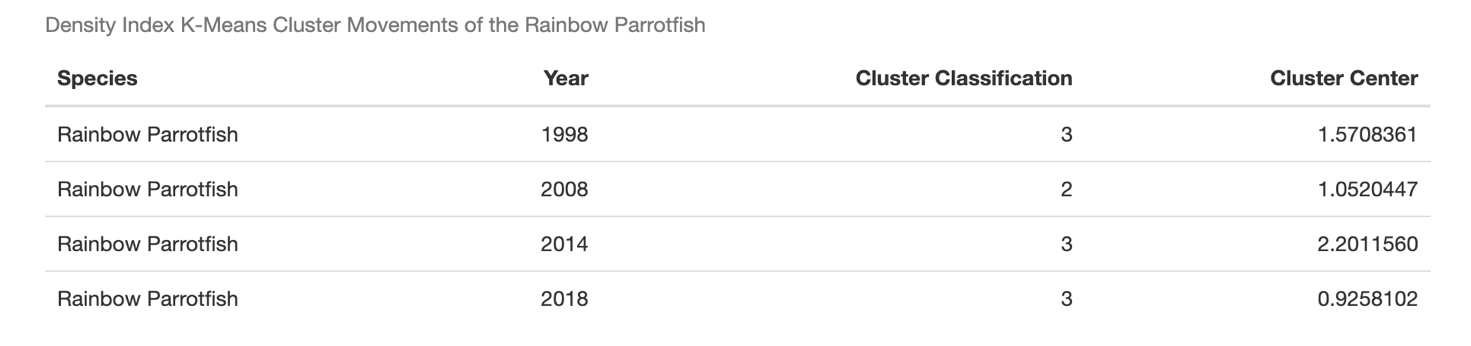 Density Index K-Means Cluster Movements of the Rainbow Parrotfish
Species Year Cluster Classification Cluster Center
Rainbow Parrotfish 1998 3 1.5708361
Rainbow Parrotfish 2008 2 1.0520447
Rainbow Parrotfish 2014 3 2.2011560
Rainbow Parrotfish 2018 3 0.9258102